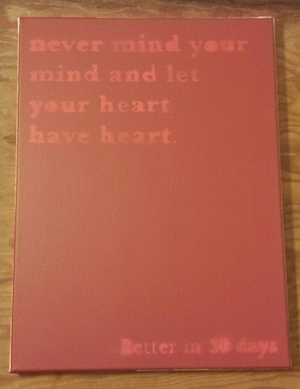 never mind your
mind and let
your heart
have heart.
Better in 30 days